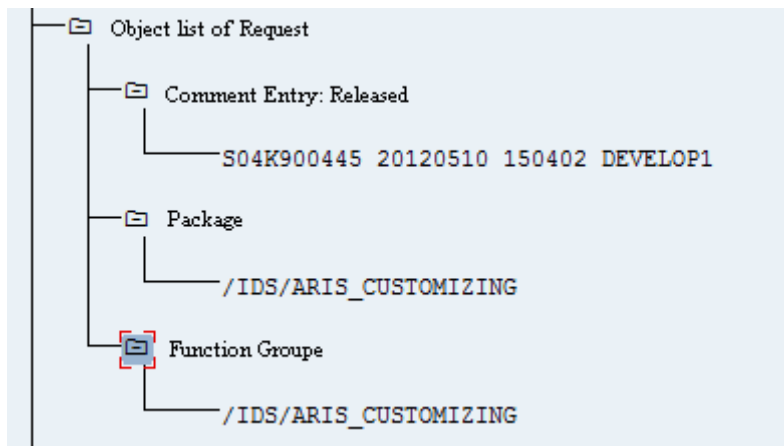 Object list of Request
Comment Entry: Released
S04K900445 20120510 150402 DEVELOP1
Package
/IDS/ARIS_CUSTOMIZING
Function Groupe
/IDS/ARIS_CUSTOMIZING